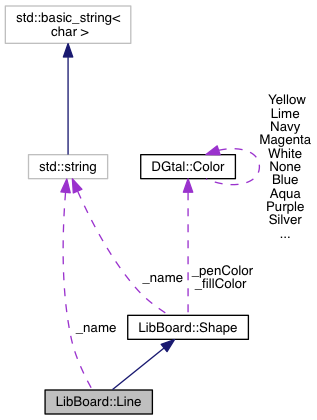 std::basic_string<
char >
Yellow
Lime
Navy
Magenta
White
None
Blue
Aqua
Purple
Silver
...
std::string
DGtal::Color
_name
_penColor
_fillColor
_name
LibBoard::Shape
LibBoard::Line